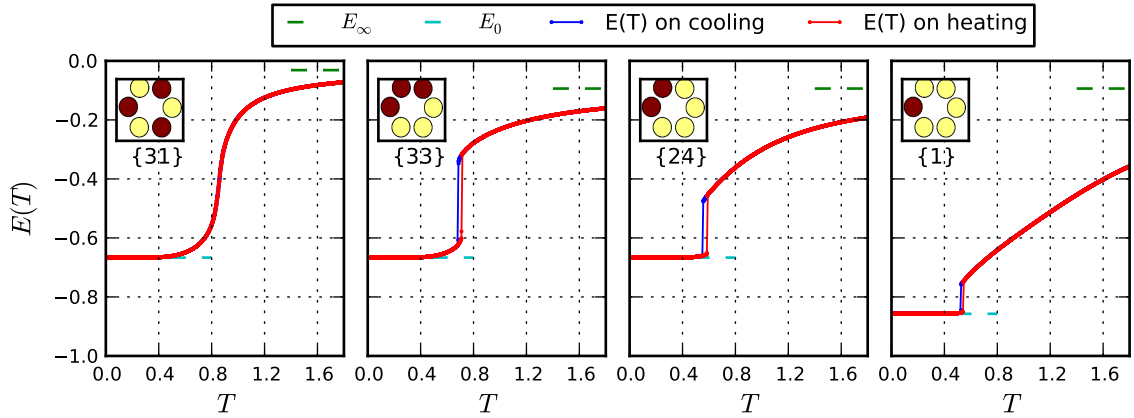 E∞ E0 E(T) on cooling E(T) on heating
0.0
−0.2
−0.4
−0.6
−0.8
−1.0
E(T)
{31} {33} {24} {1}
0.0 0.4 0.8 1.2 1.6 0.0 0.4 0.8 1.2 1.6 0.0 0.4 0.8 1.2 1.6 0.0 0.4 0.8 1.2 1.6
T T T T